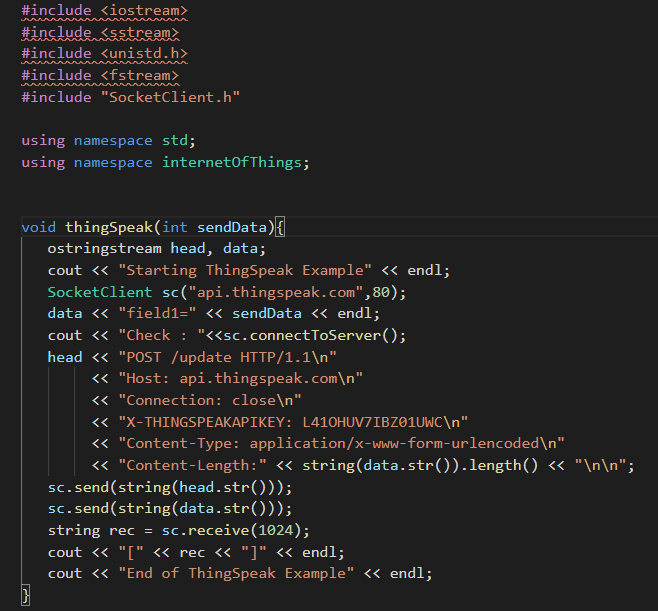 #include <iostream>
#include <sstream>
#include <unistd.h>
#include <fstream>
#include "SocketClient.h"
using namespace std;
using namespace internetOfThings;
void thingSpeak(int sendData){
ostringstream head, data;
cout << "Starting ThingSpeak Example" << endl;
SocketClient sc("api.thingspeak.com",80);
data << "field1=" << sendData << endl;
cout << "Check : "<<sc.connectToServer();
head << "POST /update HTTP/1.1\n"
<< "Host: api.thingspeak.com\n"
<< "Connection: close\n"
<< "X-THINGSPEAKAPIKEY: L41OHUV7IBZ01UWC\n"
<< "Content-Type: application/x-www-form-urlencoded\n"
<< "Content-Length:" << string(data.str()).length() << "\n\n";
sc.send(string(head.str()));
sc.send(string(data.str()));
string rec = sc.receive(1024);
cout << "[" << rec << "]" << endl;
cout << "End of ThingSpeak Example" << endl;
}